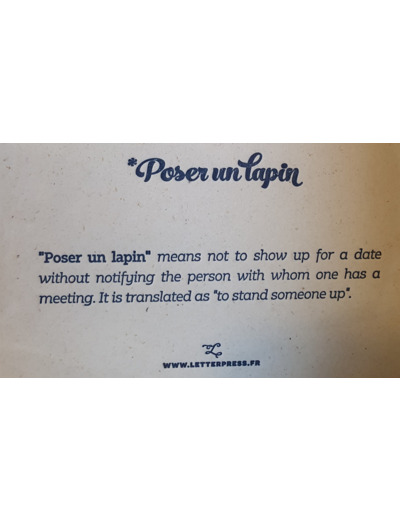 *Poser un lapin
"Poser un lapin" means not to show up for a date
without notifying the person with whom one has a
meeting. It is translated as "to stand someone up".
WWW.LETTERPRESS.FR